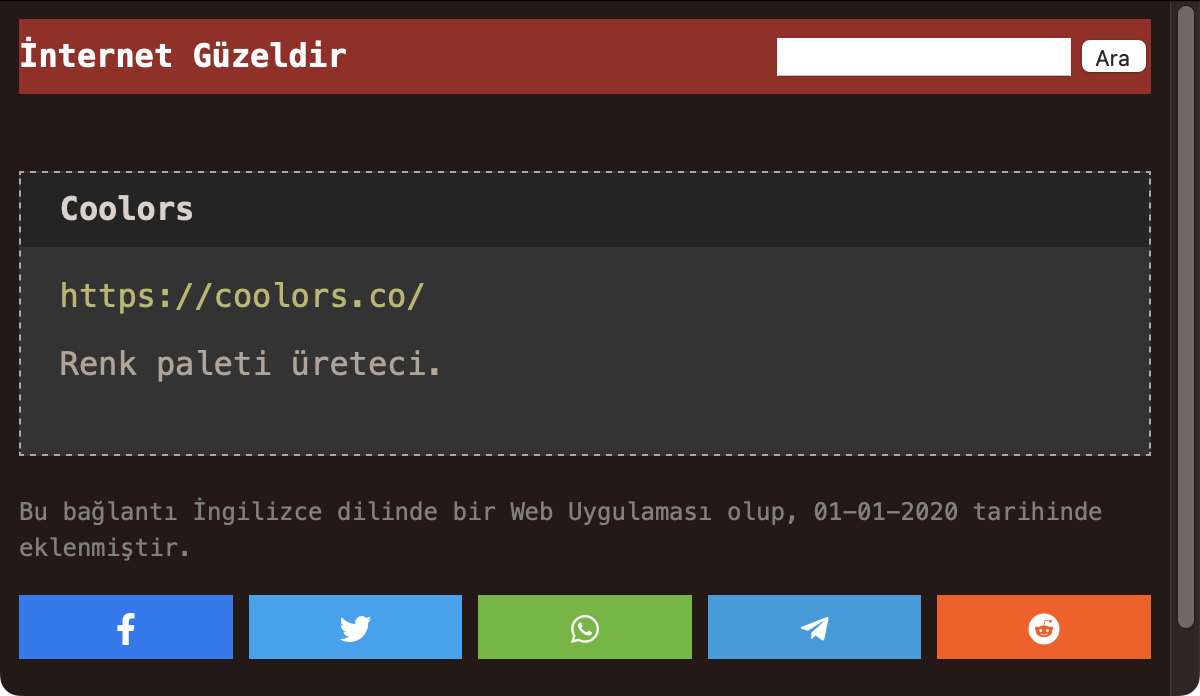 İnternet Güzeldir
Ara
Coolors
https://coolors.co/
Renk paleti üreteci.
Bu bağlantı İngilizce dilinde bir Web Uygulaması olup, 01-01-2020 tarihinde
eklenmiştir.